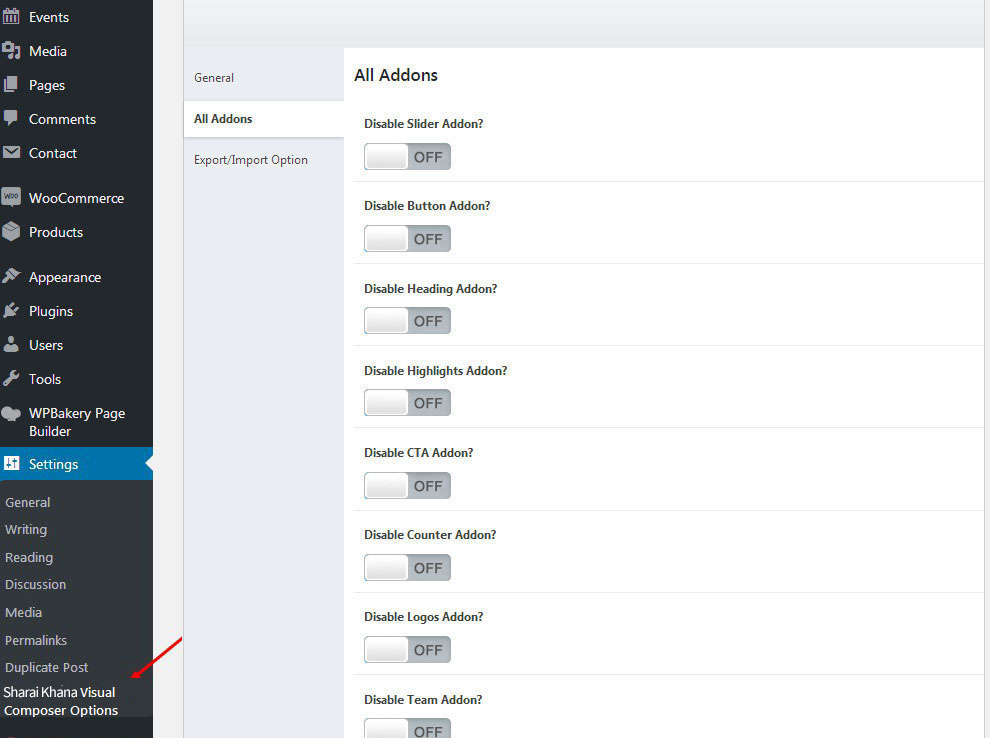 Events
Media
Pages
Comments
Contact
WOO
WooCommerce
Products
Appearance
Plugins
Users
Tools
WPBakery Page
Builder
Settings
General
Writing
Reading
Discussion
Media
Permalinks
Duplicate Post
Sharai Khana Visual
Composer Options
General
All Addons
Export/Import Option
All Addons
Disable Slider Addon?
OFF
Disable Button Addon?
OFF
Disable Heading Addon?
OFF
Disable Highlights Addon?
OFF
Disable CTA Addon?
OFF
Disable Counter Addon?
OFF
Disable Logos Addon?
OFF
Disable Team Addon?
OFF